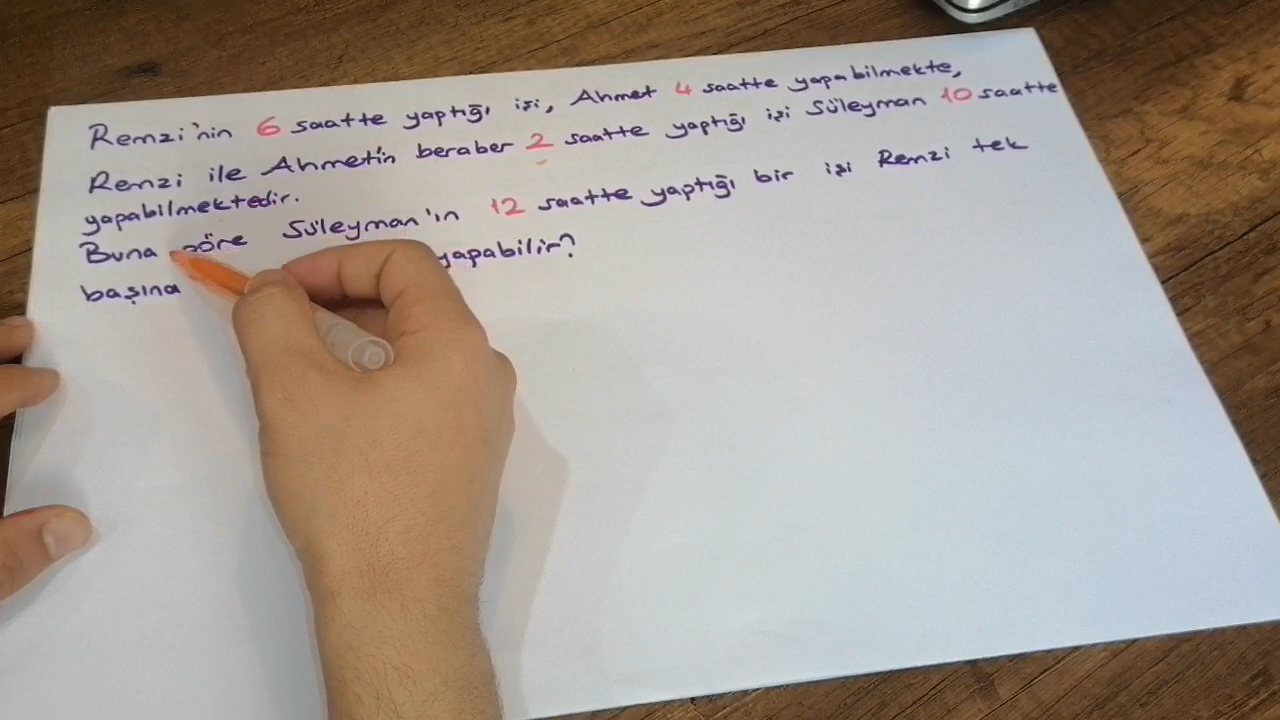 Remzi'nin 6 saatte yaptığı işi, Ahmet 4 saatte yapabilmekte,
Remzi ile Ahmet'in beraber 2 saatte yaptığı işi Süleyman 10 saatte
yapabilmektedir.
Buna göre Süleyman'ın 12 saatte yaptığı bir işi Remzi tek
başına yapabilir?